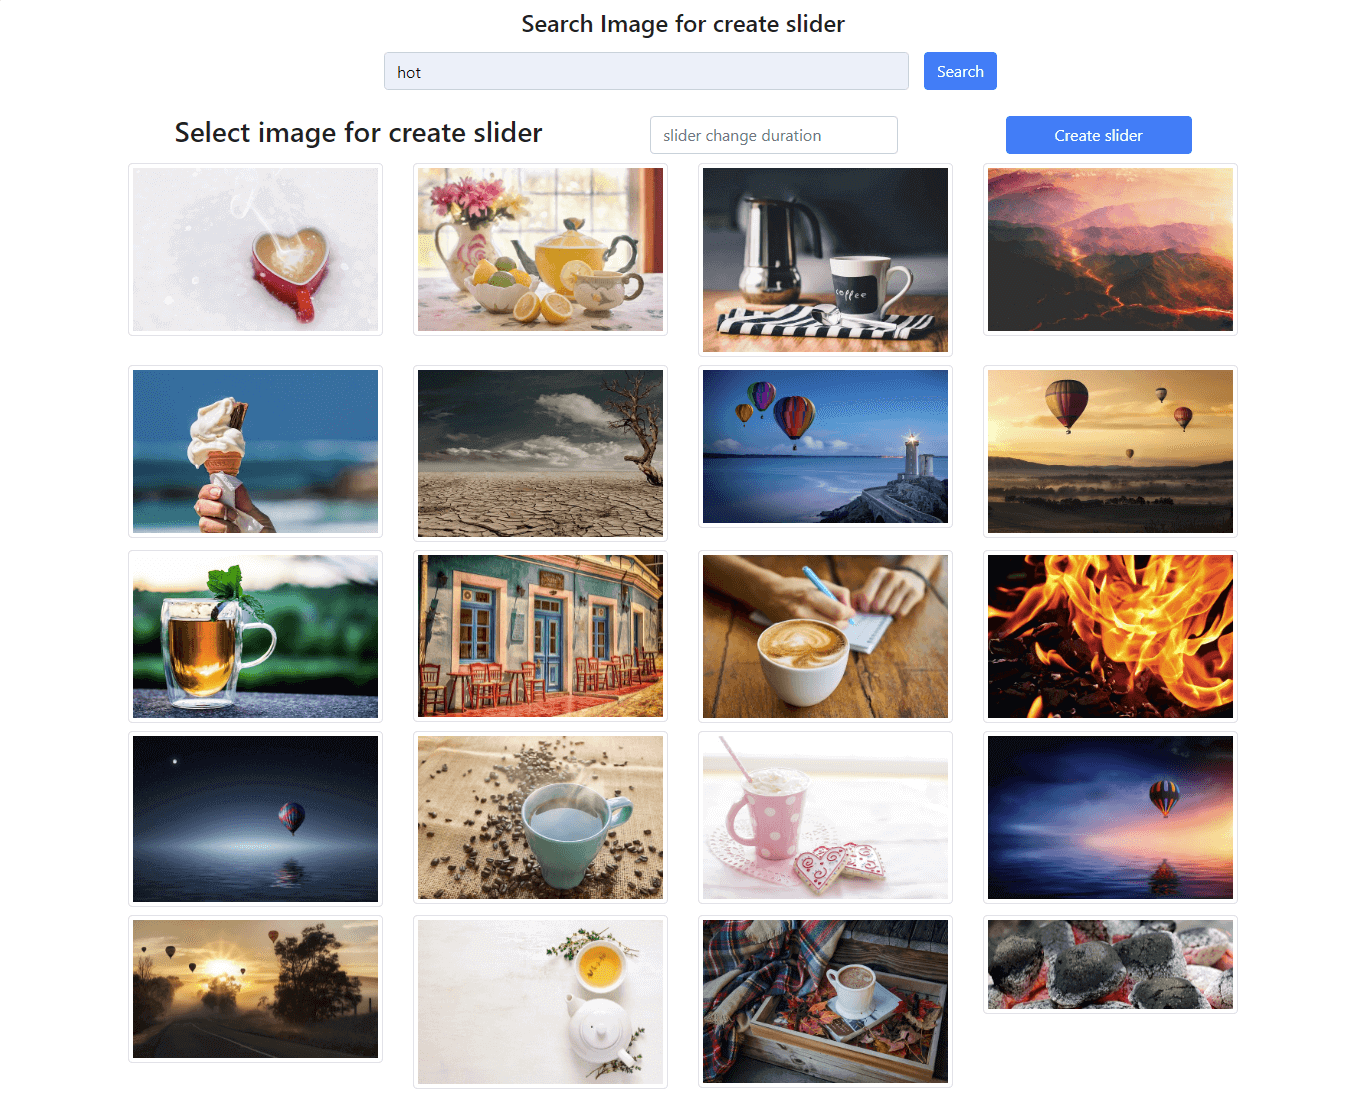 Search Image for create slider
hot
Search
Select image for create slider
slider change duration
Create slider
coffee